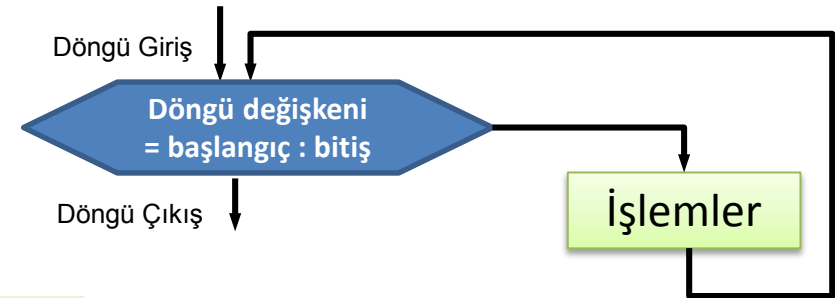 Döngü Giriş
Döngü değişkeni
= başlangıç : bitiş
Döngü Çıkış
İşlemler